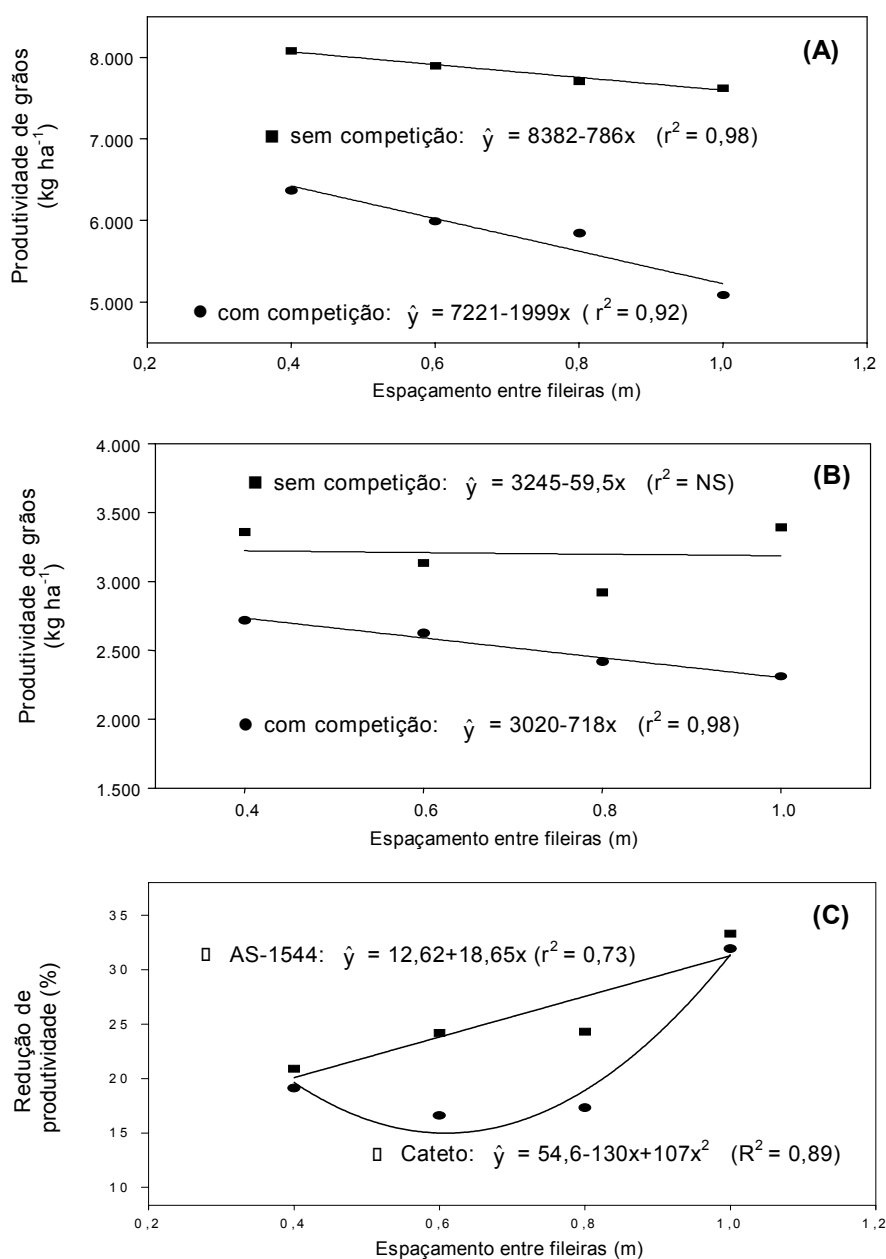 (A)
Produtividade de grãos
(kg ha-1)
8.000
7.000
6.000
5.000
■ sem competição: ŷ = 8382-786x (r2 = 0,98)
● com competição: ŷ = 7221-1999x ( r2 = 0,92)
0,2 0,4 0,6 0,8 1,0 1,2
Espaçamento entre fileiras (m)
(B)
Produtividade de grãos
(kg ha-1)
4.000
3.500
3.000
2.500
2.000
1.500
■ sem competição: ŷ = 3245-59,5x (r2 = NS)
● com competição: ŷ = 3020-718x (r2 = 0,98)
0,4 0,6 0,8 1,0
Espaçamento entre fileiras (m)
(C)
Redução de
produtividade (%)
35
30
25
20
15
10
▯ AS-1544: ŷ = 12,62+18,65x (r2 = 0,73)
▯ Cateto: ŷ = 54,6-130x+107x2 (R2 = 0,89)
0,2 0,4 0,6 0,8 1,0 1,2
Espaçamento entre fileiras (m)